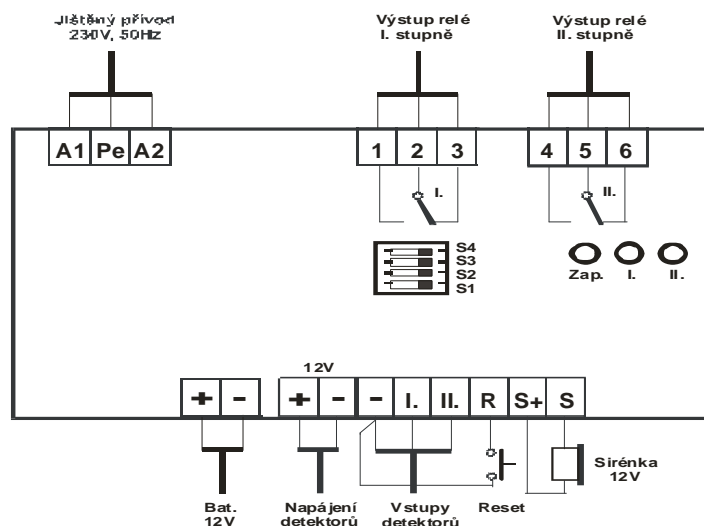 Jištěný přívod
230V, 50Hz
Výstup relé
I. stupně
Výstup relé
II. stupně
A1 Pe A2
1 2 3
4 5 6
I.
II.
S4
S3
S2
S1
Zap. I. II.
12V
+ - + - - I. II. R S+ S
Bat.
12V
Napájení
detektorů
Vstupy
detektorů
Reset
Sirénka
12V